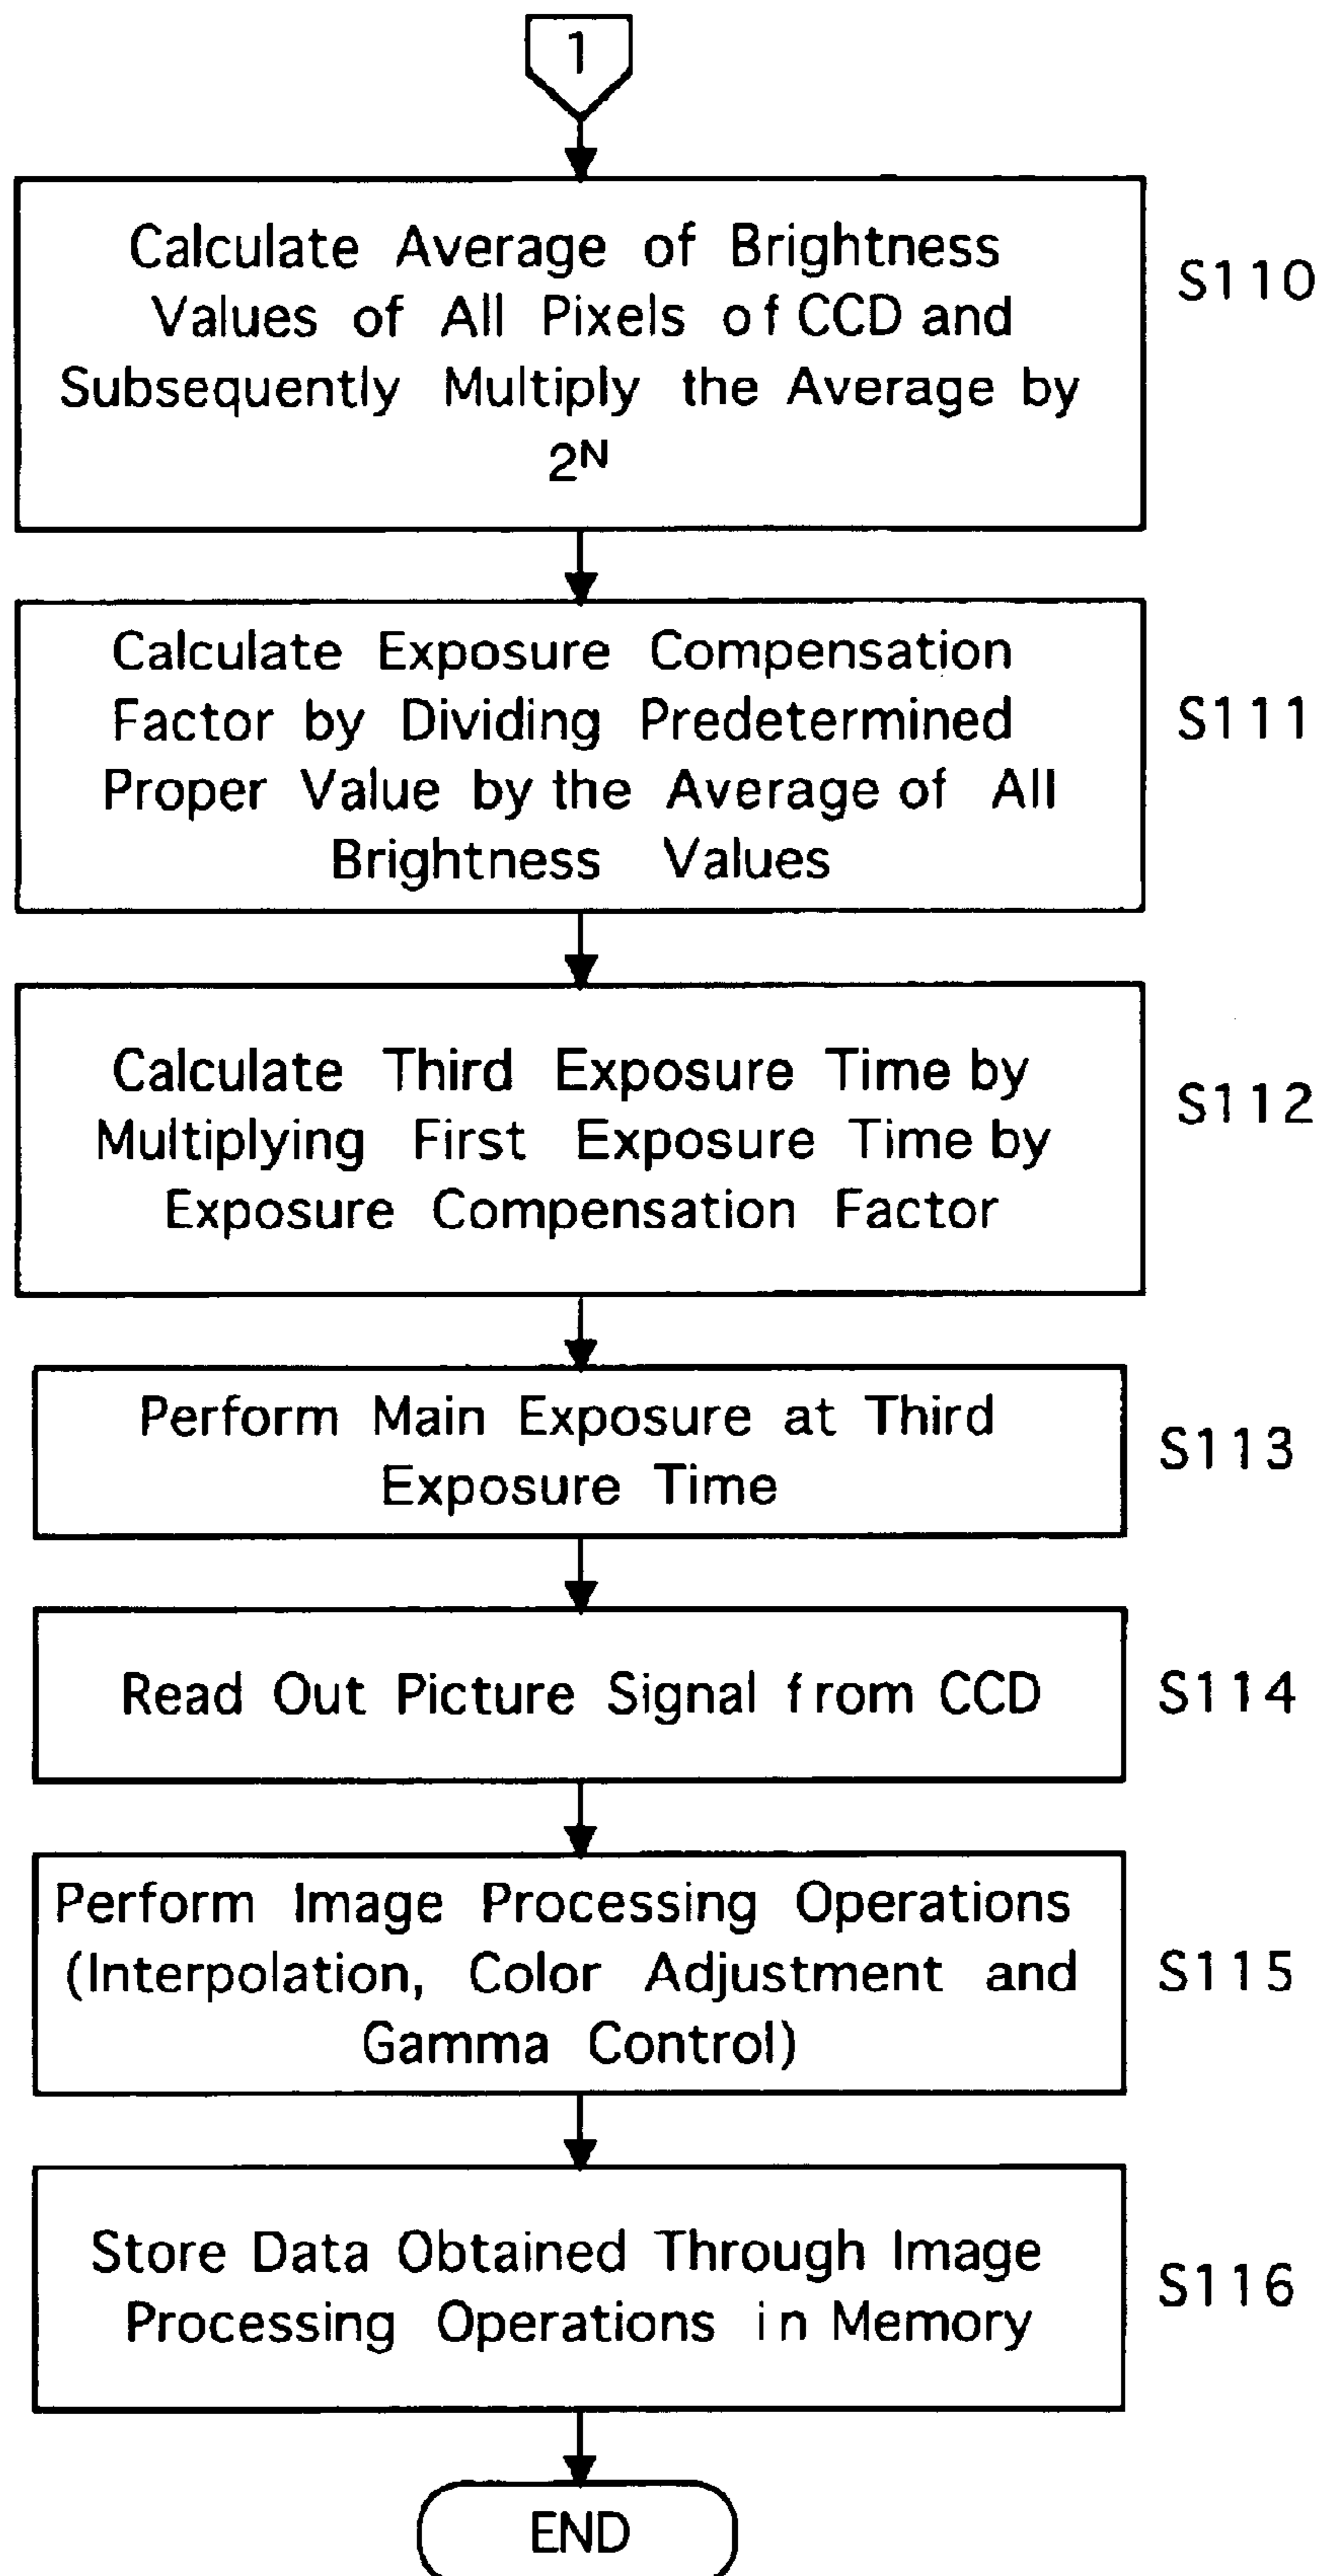 1
Calculate Average of Brightness
Values of All Pixels of CCD and
Subsequently Multiply the Average by
2ᴺ
S110
Calculate Exposure Compensation
Factor by Dividing Predetermined
Proper Value by the Average of All
Brightness Values
S111
Calculate Third Exposure Time by
Multiplying First Exposure Time by
Exposure Compensation Factor
S112
Perform Main Exposure at Third
Exposure Time
S113
Read Out Picture Signal from CCD
S114
Perform Image Processing Operations
(Interpolation, Color Adjustment and
Gamma Control)
S115
Store Data Obtained Through Image
Processing Operations in Memory
S116
END